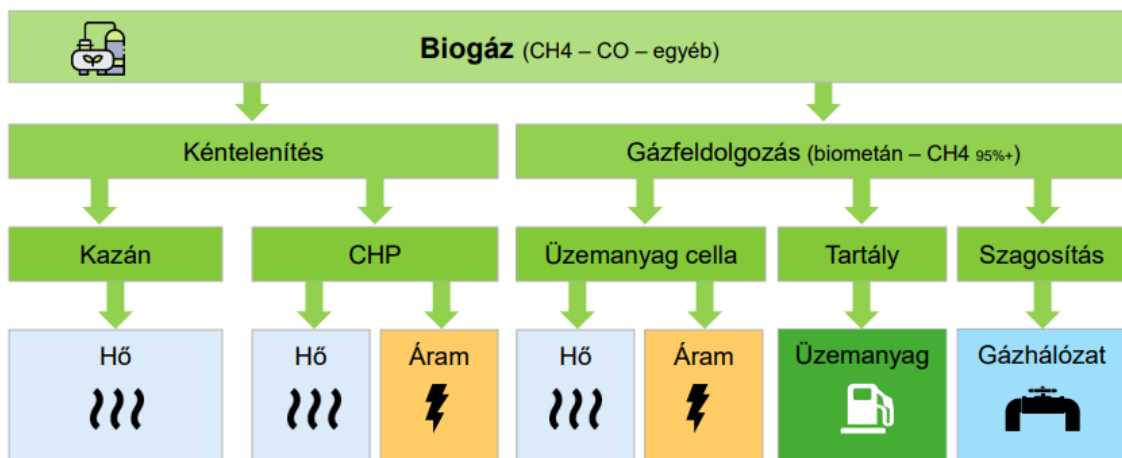 Biogáz (CH4 – CO – egyéb)
Kéntelenítés
Gázfeldolgozás (biometán – CH4 95%+)
Kazán
CHP
Üzemanyag cella
Tartály
Szagosítás
Hő
Hő
Áram
Hő
Áram
Üzemanyag
Gázhálózat